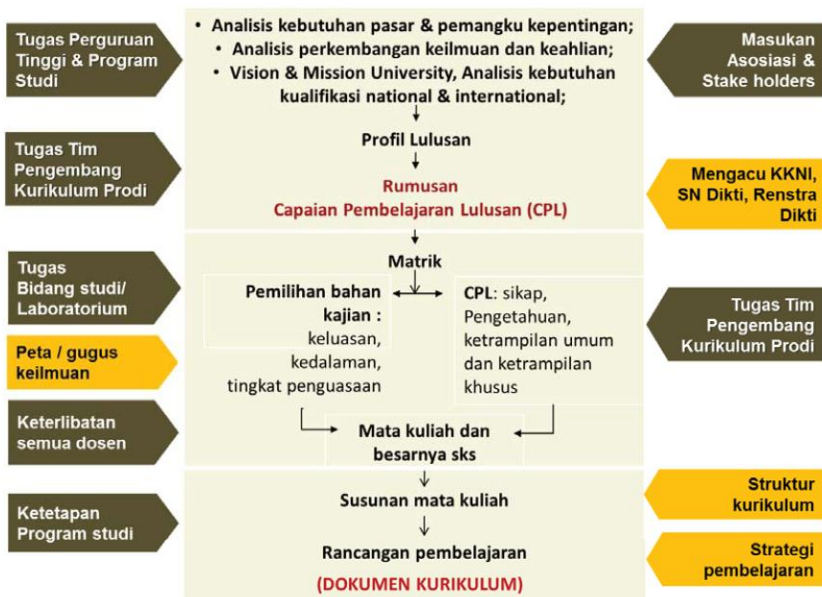 Tugas Perguruan
Tinggi & Program
Studi
• Analisis kebutuhan pasar & pemangku kepentingan;
• Analisis perkembangan keilmuan dan keahlian;
• Vision & Mission University, Analisis kebutuhan
kualifikasi national & international;
Masukan
Asosiasi &
Stake holders
Tugas Tim
Pengembang
Kurikulum Prodi
Profil Lulusan
Rumusan
Capaian Pembelajaran Lulusan (CPL)
Mengacu KKNI,
SN Dikti, Renstra
Dikti
Tugas
Bidang studi/
Laboratorium
Matrik
Pemilihan bahan
kajian :
keluasan,
kedalaman,
tingkat penguasaan
CPL: sikap,
Pengetahuan,
ketrampilan umum
dan ketrampilan
khusus
Tugas Tim
Pengembang
Kurikulum Prodi
Peta / gugus
keilmuan
Keterlibatan
semua dosen
Mata kuliah dan
besarnya sks
Ketetapan
Program studi
Susunan mata kuliah
Struktur
kurikulum
Rancangan pembelajaran
(DOKUMEN KURIKULUM)
Strategi
pembelajaran